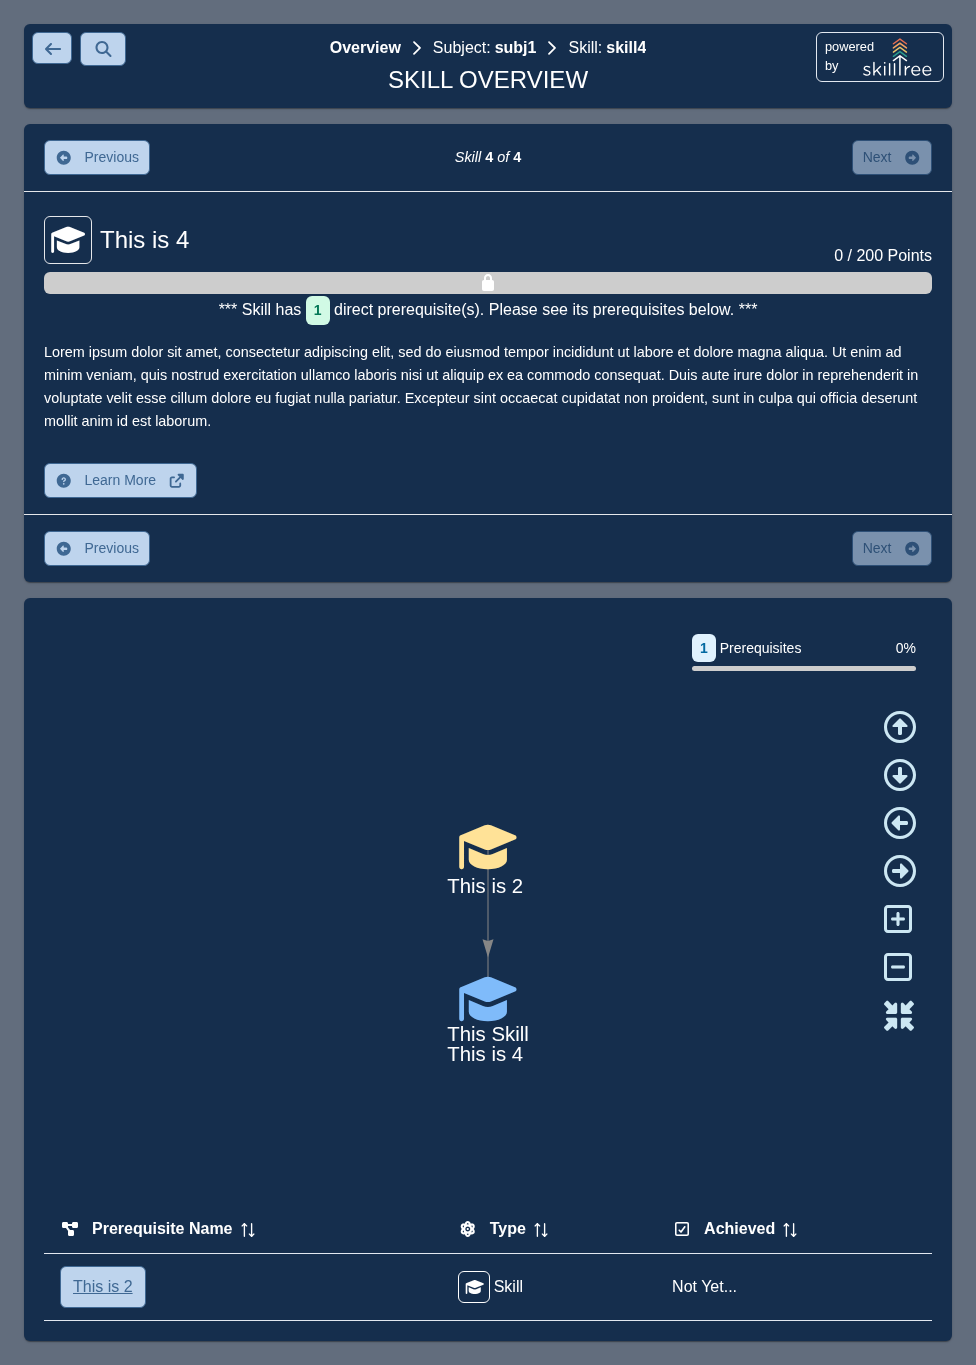 Overview > Subject: subj1 > Skill: skill4
SKILL OVERVIEW
powered
by skilltree
Previous
Skill 4 of 4
Next
This is 4
0 / 200 Points
*** Skill has 1 direct prerequisite(s). Please see its prerequisites below. ***
Lorem ipsum dolor sit amet, consectetur adipiscing elit, sed do eiusmod tempor incididunt ut labore et dolore magna aliqua. Ut enim ad
minim veniam, quis nostrud exercitation ullamco laboris nisi ut aliquip ex ea commodo consequat. Duis aute irure dolor in reprehenderit in
voluptate velit esse cillum dolore eu fugiat nulla pariatur. Excepteur sint occaecat cupidatat non proident, sunt in culpa qui officia deserunt
mollit anim id est laborum.
Learn More
Previous
Next
1 Prerequisites 0%
This is 2
This Skill
This is 4
Prerequisite Name Type Achieved
This is 2 Skill Not Yet...